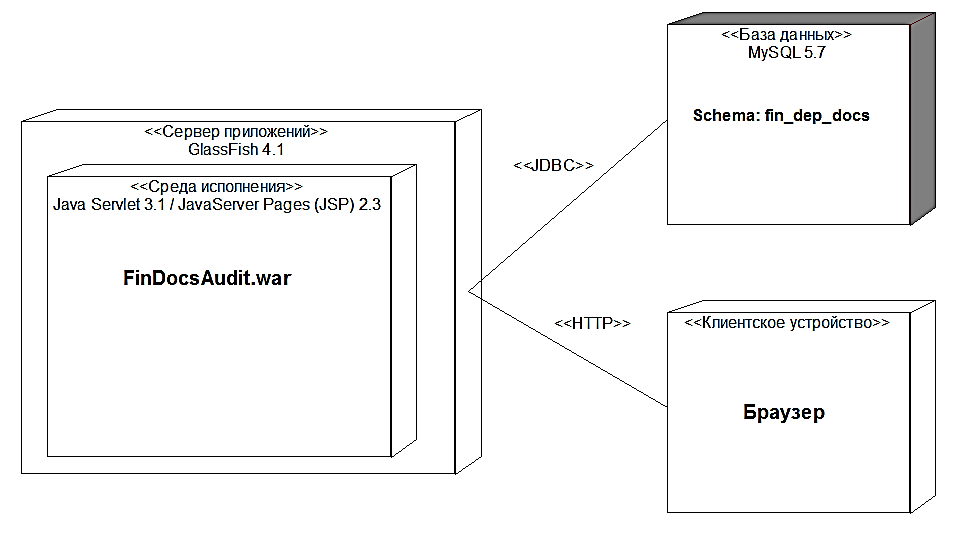 <<Сервер приложений>>
GlassFish 4.1
<<Среда исполнения>>
Java Servlet 3.1 / JavaServer Pages (JSP) 2.3
FinDocsAudit.war
<<JDBC>>
<<HTTP>>
<<База данных>>
MySQL 5.7
Schema: fin_dep_docs
<<Клиентское устройство>>
Браузер